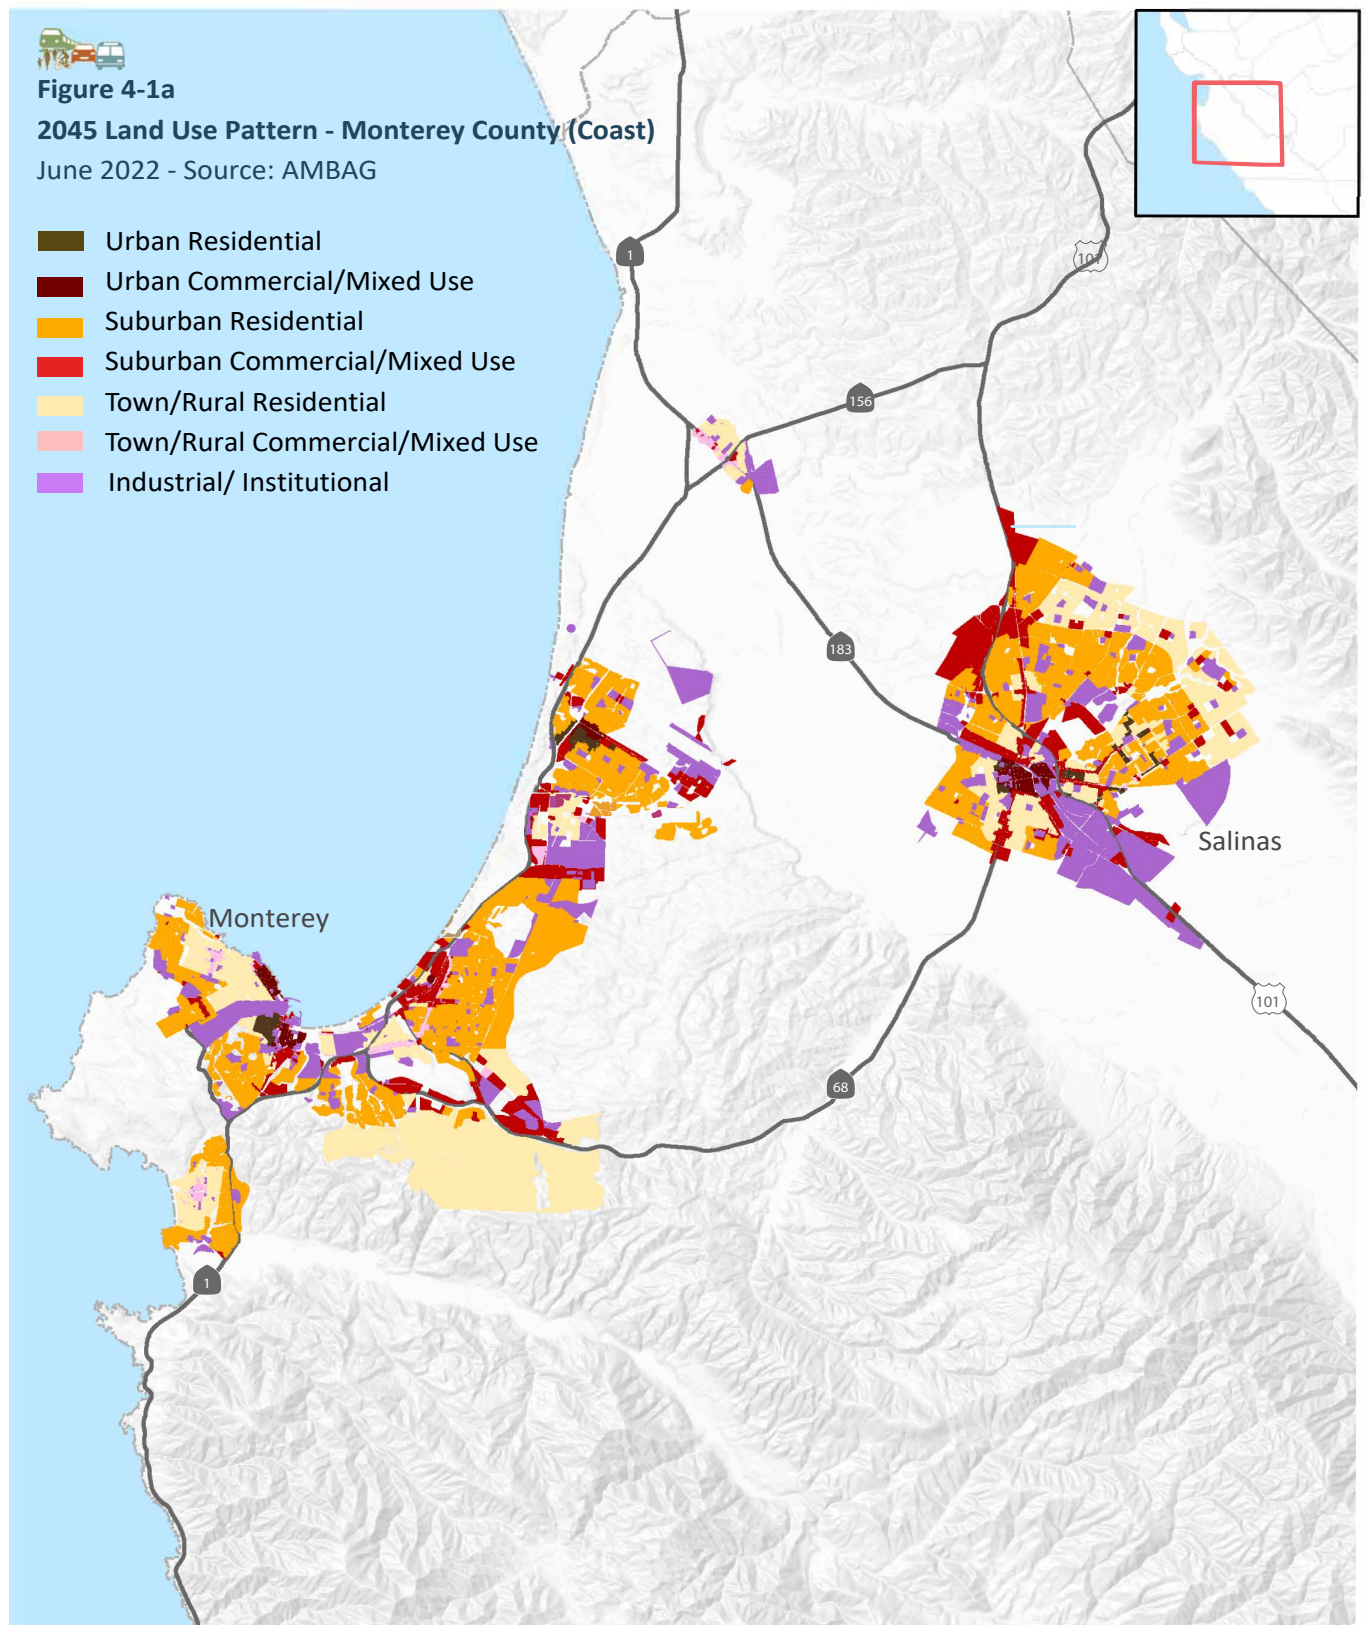 Figure 4-1a
2045 Land Use Pattern - Monterey County (Coast)
June 2022 - Source: AMBAG
Urban Residential
Urban Commercial/Mixed Use
Suburban Residential
Suburban Commercial/Mixed Use
Town/Rural Residential
Town/Rural Commercial/Mixed Use
Industrial/ Institutional
1
101
156
183
Salinas
Monterey
101
68
1